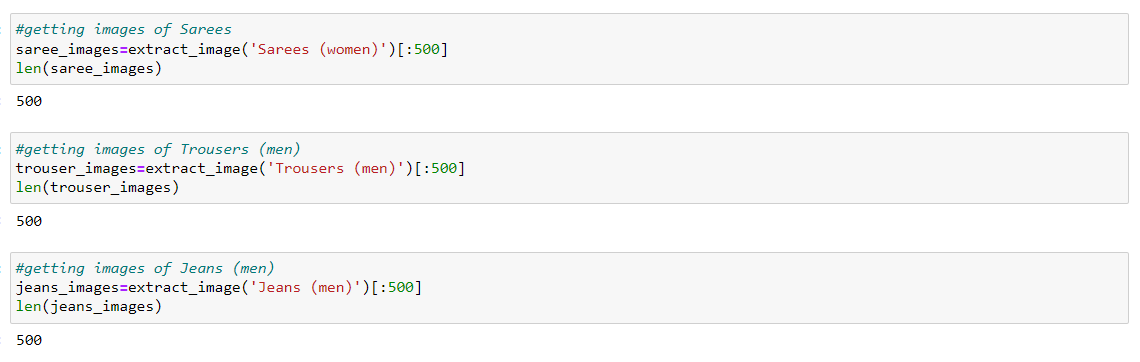 #getting images of Sarees
saree_images=extract_image('Sarees (women)')[:500]
len(saree_images)
500
#getting images of Trousers (men)
trouser_images=extract_image('Trousers (men)')[:500]
len(trouser_images)
500
#getting images of Jeans (men)
jeans_images=extract_image('Jeans (men)')[:500]
len(jeans_images)
500